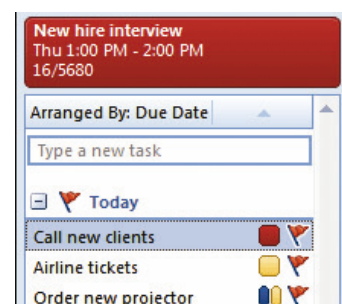 New hire interview
Thu 1:00 PM - 2:00 PM
16/5680
Arranged By: Due Date
Type a new task
Today
Call new clients
Airline tickets
Order new projector